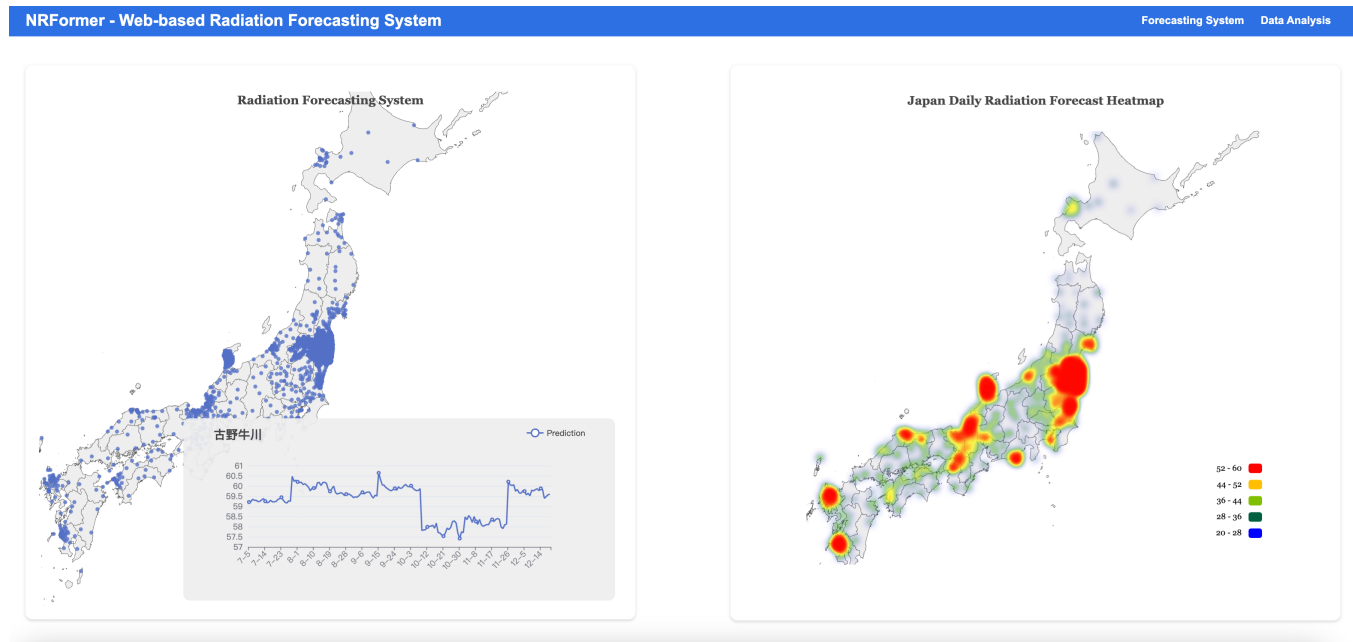 NRFormer - Web-based Radiation Forecasting System
Forecasting System Data Analysis
Radiation Forecasting System
古野牛川
Prediction
61
60.5
60
59.5
59
58.5
58
57.5
57
7-5 7-14 7-23 8-1 8-10 8-19 8-28 9-6 9-15 9-24 10-3 10-12 10-21 10-30 11-8 11-17 11-26 12-5 12-14
Japan Daily Radiation Forecast Heatmap
52 - 60
44 - 52
36 - 44
28 - 36
20 - 28